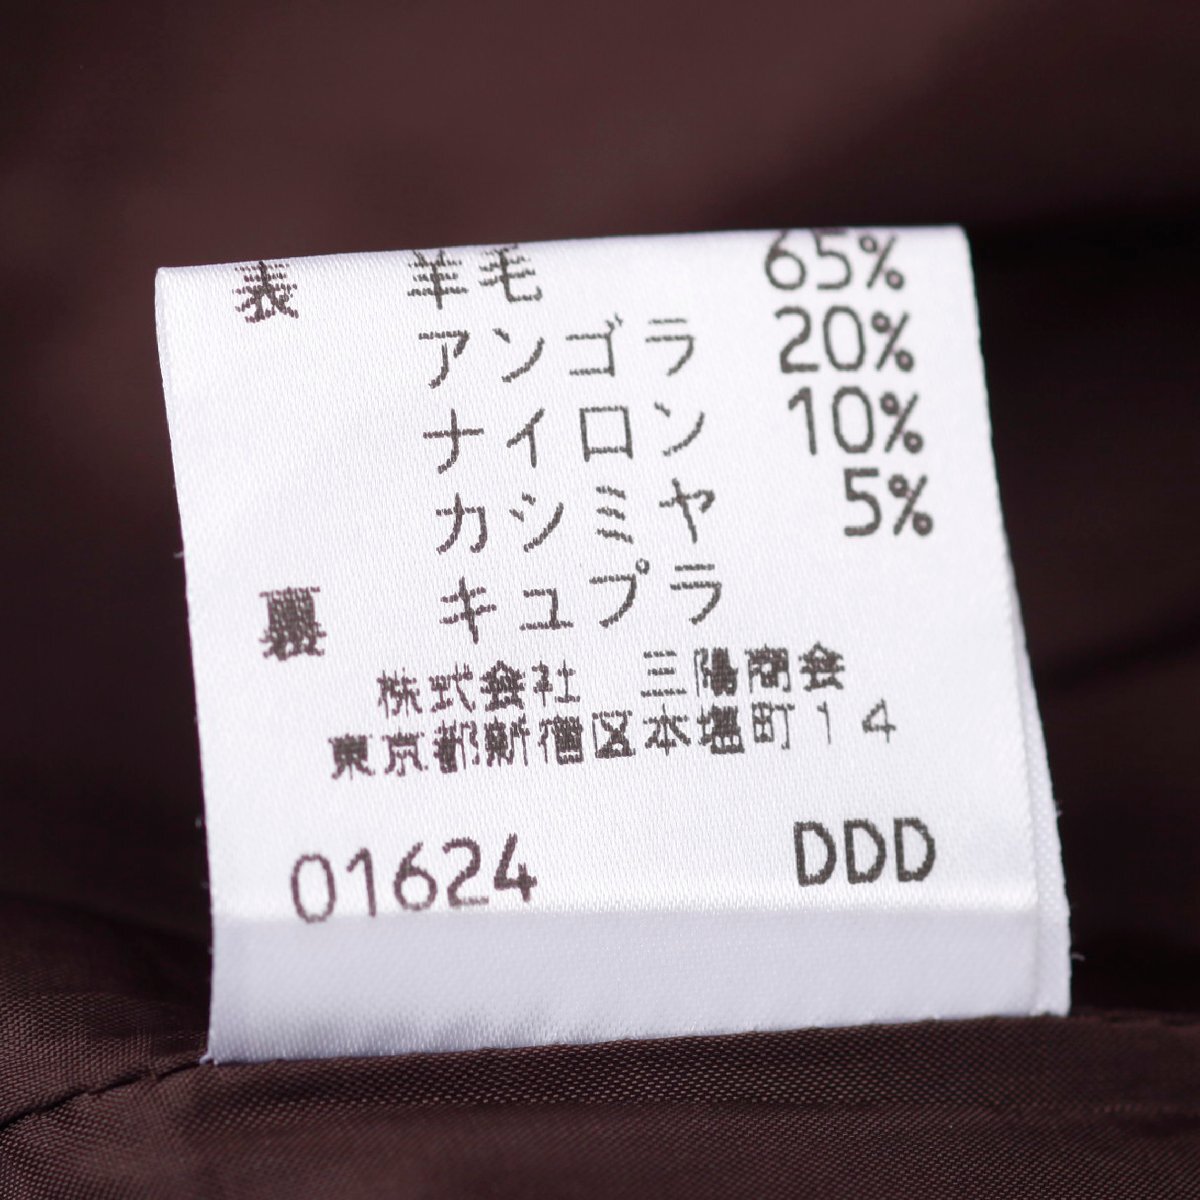 表 羊毛 65%
アンゴラ 20%
ナイロン 10%
カシミヤ 5%
裏 キュプラ
株式会社 三陽商会
東京都新宿区本塩町14
01624 DDD